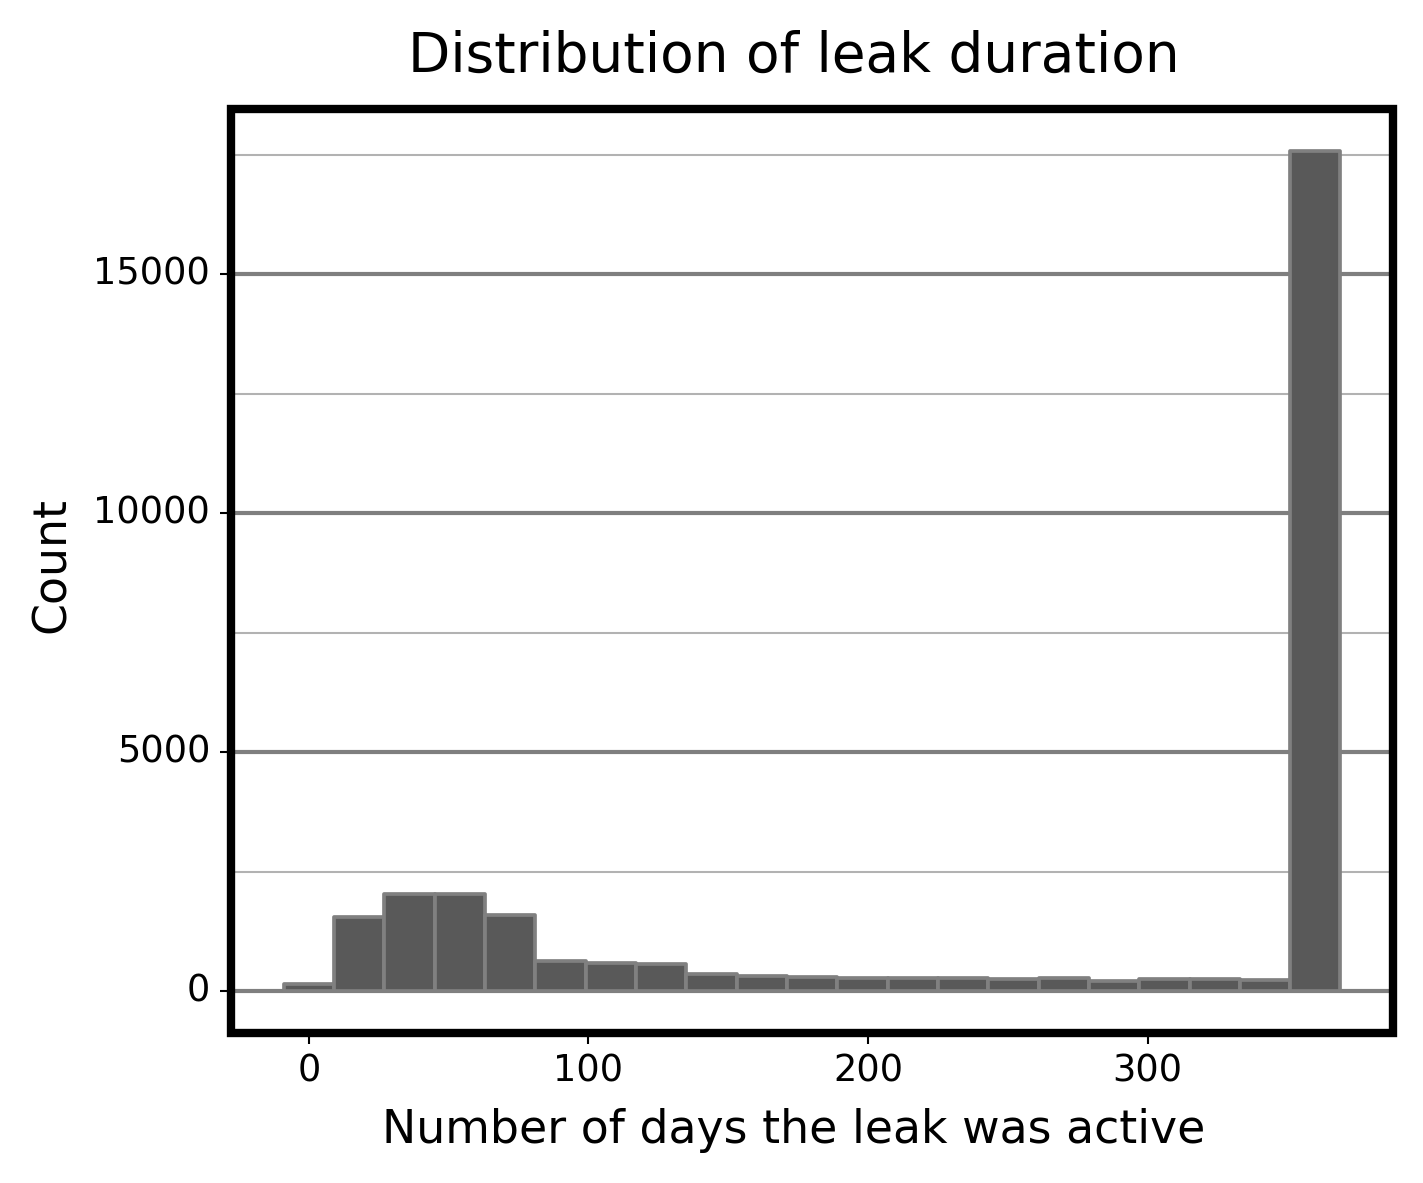 Distribution of leak duration
15000
10000
5000
0
Count
0 100 200 300
Number of days the leak was active